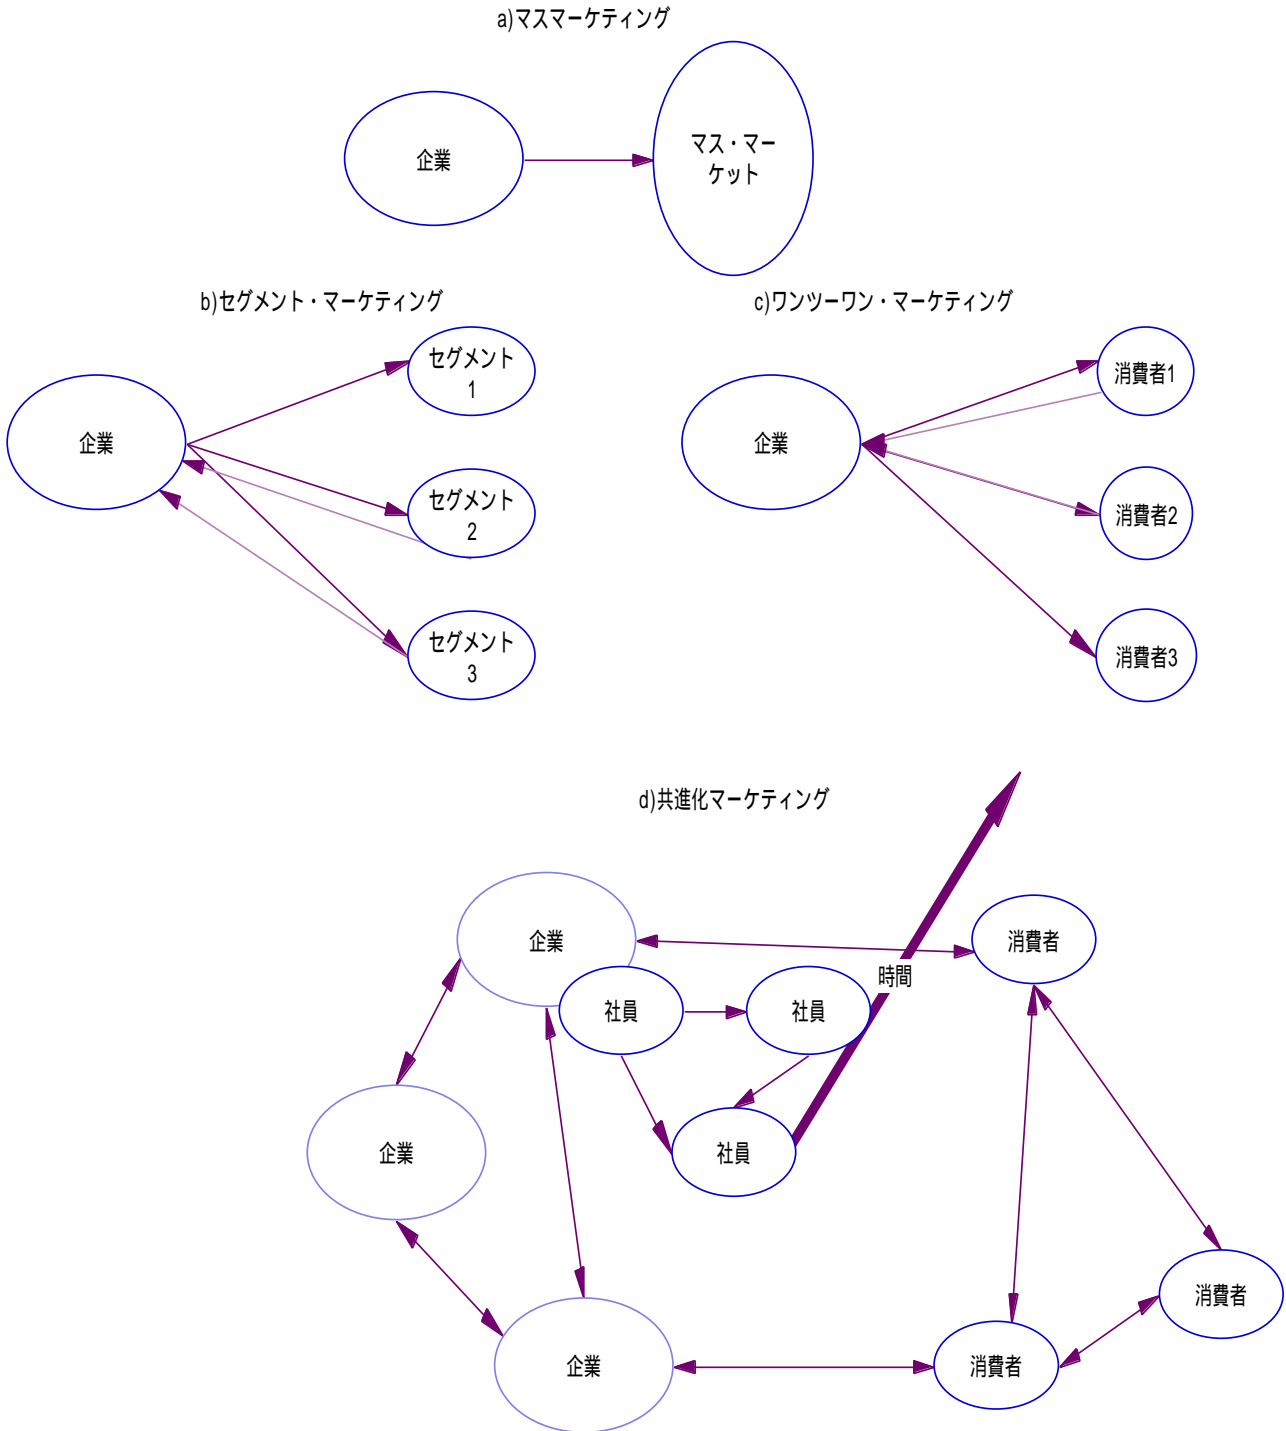 a)マスマーケティング
企業
マス・マー
ケット
b)セグメント・マーケティング
企業
セグメント
1
セグメント
2
セグメント
3
c)ワンツーワン・マーケティング
企業
消費者1
消費者2
消費者3
d)共進化マーケティング
企業
消費者
時間
社員
社員
企業
社員
消費者
企業
消費者